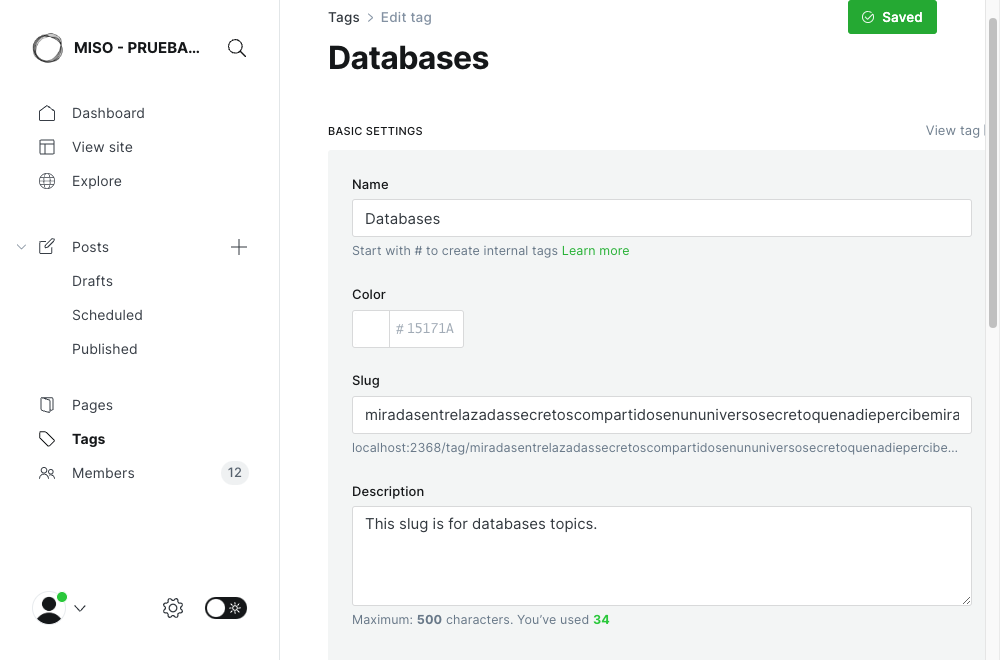 MISO - PRUEBA...
Dashboard
View site
Explore
Posts
Drafts
Scheduled
Published
Pages
Tags
Members 12
Tags > Edit tag
Saved
Databases
BASIC SETTINGS
View tag
Name
Databases
Start with # to create internal tags Learn more
Color
# 15171A
Slug
miradasentrelazadassecretoscompartidosenununiversosecretoquenadiepercibemira
localhost:2368/tag/miradasentrelazadassecretoscompartidosenununiversosecretoquenadiepercibe...
Description
This slug is for databases topics.
Maximum: 500 characters. You've used 34